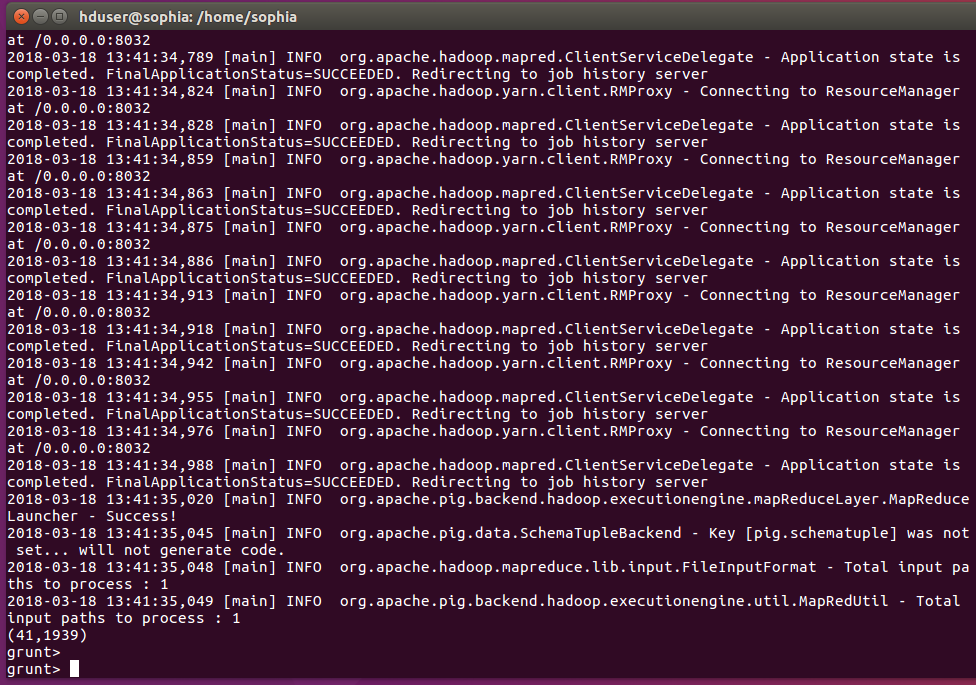 hduser@sophia: /home/sophia
at /0.0.0.0:8032
2018-03-18 13:41:34,789 [main] INFO  org.apache.hadoop.mapred.ClientServiceDelegate - Application state is
completed. FinalApplicationStatus=SUCCEEDED. Redirecting to job history server
2018-03-18 13:41:34,824 [main] INFO  org.apache.hadoop.yarn.client.RMProxy - Connecting to ResourceManager
at /0.0.0.0:8032
2018-03-18 13:41:34,828 [main] INFO  org.apache.hadoop.mapred.ClientServiceDelegate - Application state is
completed. FinalApplicationStatus=SUCCEEDED. Redirecting to job history server
2018-03-18 13:41:34,859 [main] INFO  org.apache.hadoop.yarn.client.RMProxy - Connecting to ResourceManager
at /0.0.0.0:8032
2018-03-18 13:41:34,863 [main] INFO  org.apache.hadoop.mapred.ClientServiceDelegate - Application state is
completed. FinalApplicationStatus=SUCCEEDED. Redirecting to job history server
2018-03-18 13:41:34,875 [main] INFO  org.apache.hadoop.yarn.client.RMProxy - Connecting to ResourceManager
at /0.0.0.0:8032
2018-03-18 13:41:34,886 [main] INFO  org.apache.hadoop.mapred.ClientServiceDelegate - Application state is
completed. FinalApplicationStatus=SUCCEEDED. Redirecting to job history server
2018-03-18 13:41:34,913 [main] INFO  org.apache.hadoop.yarn.client.RMProxy - Connecting to ResourceManager
at /0.0.0.0:8032
2018-03-18 13:41:34,918 [main] INFO  org.apache.hadoop.mapred.ClientServiceDelegate - Application state is
completed. FinalApplicationStatus=SUCCEEDED. Redirecting to job history server
2018-03-18 13:41:34,942 [main] INFO  org.apache.hadoop.yarn.client.RMProxy - Connecting to ResourceManager
at /0.0.0.0:8032
2018-03-18 13:41:34,955 [main] INFO  org.apache.hadoop.mapred.ClientServiceDelegate - Application state is
completed. FinalApplicationStatus=SUCCEEDED. Redirecting to job history server
2018-03-18 13:41:34,976 [main] INFO  org.apache.hadoop.yarn.client.RMProxy - Connecting to ResourceManager
at /0.0.0.0:8032
2018-03-18 13:41:34,988 [main] INFO  org.apache.hadoop.mapred.ClientServiceDelegate - Application state is
completed. FinalApplicationStatus=SUCCEEDED. Redirecting to job history server
2018-03-18 13:41:35,020 [main] INFO  org.apache.pig.backend.hadoop.executionengine.mapReduceLayer.MapReduce
Launcher - Success!
2018-03-18 13:41:35,045 [main] INFO  org.apache.pig.data.SchemaTupleBackend - Key [pig.schematuple] was not
 set... will not generate code.
2018-03-18 13:41:35,048 [main] INFO  org.apache.hadoop.mapreduce.lib.input.FileInputFormat - Total input pa
ths to process : 1
2018-03-18 13:41:35,049 [main] INFO  org.apache.pig.backend.hadoop.executionengine.util.MapRedUtil - Total
input paths to process : 1
(41,1939)
grunt>
grunt>